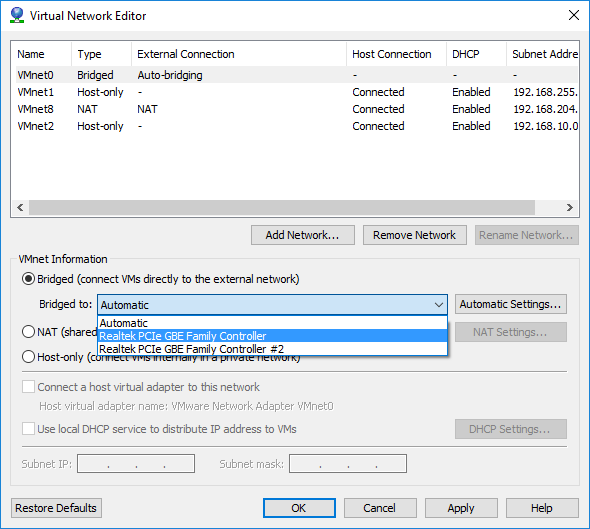 Virtual Network Editor
Name Type External Connection Host Connection DHCP Subnet Addre
VMnet0 Bridged Auto-bridging - - -
VMnet1 Host-only - Connected Enabled 192.168.255.
VMnet8 NAT NAT Connected Enabled 192.168.204.
VMnet2 Host-only - Connected Enabled 192.168.10.0
Add Network... Remove Network Rename Network...
VMnet Information
Bridged (connect VMs directly to the external network)
Bridged to: Automatic Automatic Settings...
Automatic
NAT (shared Realtek PCIe GBE Family Controller NAT Settings...
Realtek PCIe GBE Family Controller #2
Host-only (connect VMs internally in a private network)
Connect a host virtual adapter to this network
Host virtual adapter name: VMware Network Adapter VMnet0
Use local DHCP service to distribute IP address to VMs DHCP Settings...
Subnet IP: . . . Subnet mask: . . .
Restore Defaults OK Cancel Apply Help